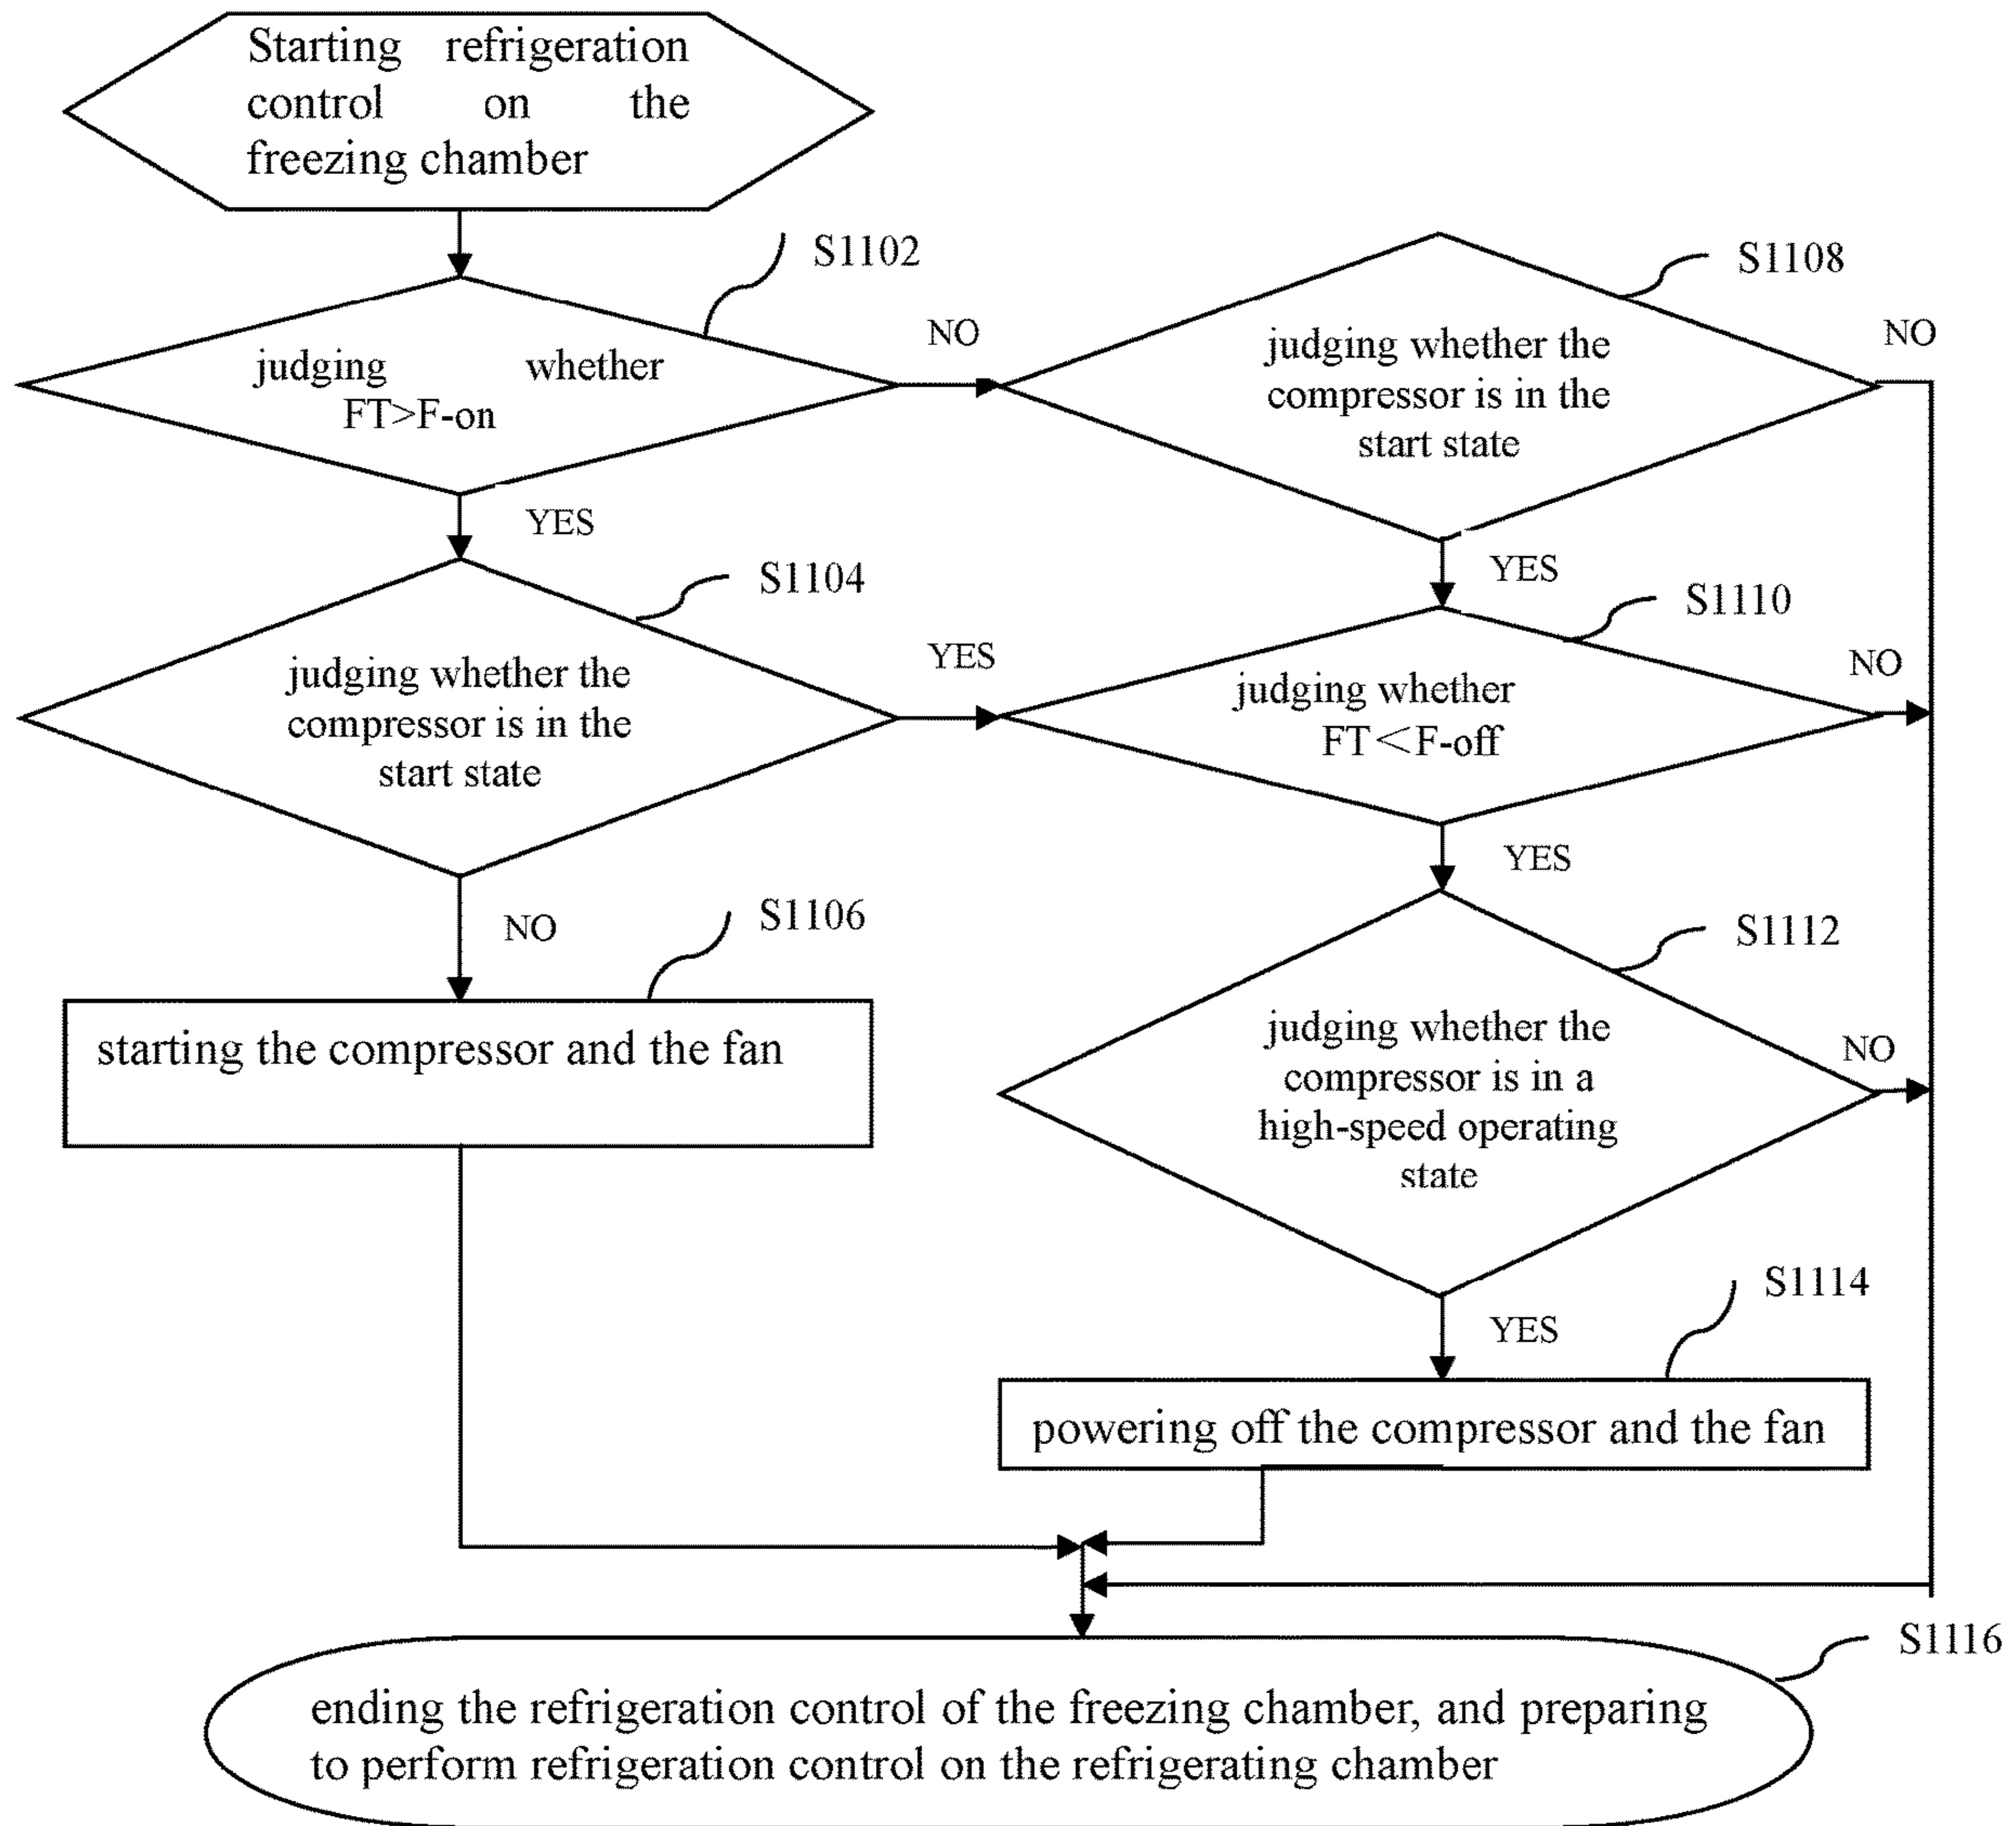 Starting refrigeration
control on the
freezing chamber
S1102
judging whether
FT>F-on
NO
S1108
judging whether the
compressor is in the
start state
NO
YES
S1104
judging whether the
compressor is in the
start state
YES
YES
S1110
judging whether
FT<F-off
NO
NO
S1106
starting the compressor and the fan
YES
S1112
judging whether the
compressor is in a
high-speed operating
state
NO
YES
S1114
powering off the compressor and the fan
S1116
ending the refrigeration control of the freezing chamber, and preparing
to perform refrigeration control on the refrigerating chamber